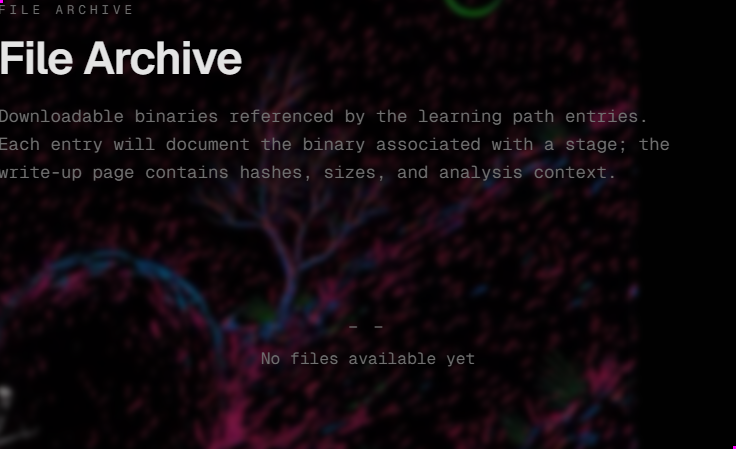 FILE ARCHIVE
File Archive
Downloadable binaries referenced by the learning path entries.
Each entry will document the binary associated with a stage; the
write-up page contains hashes, sizes, and analysis context.
— —
No files available yet